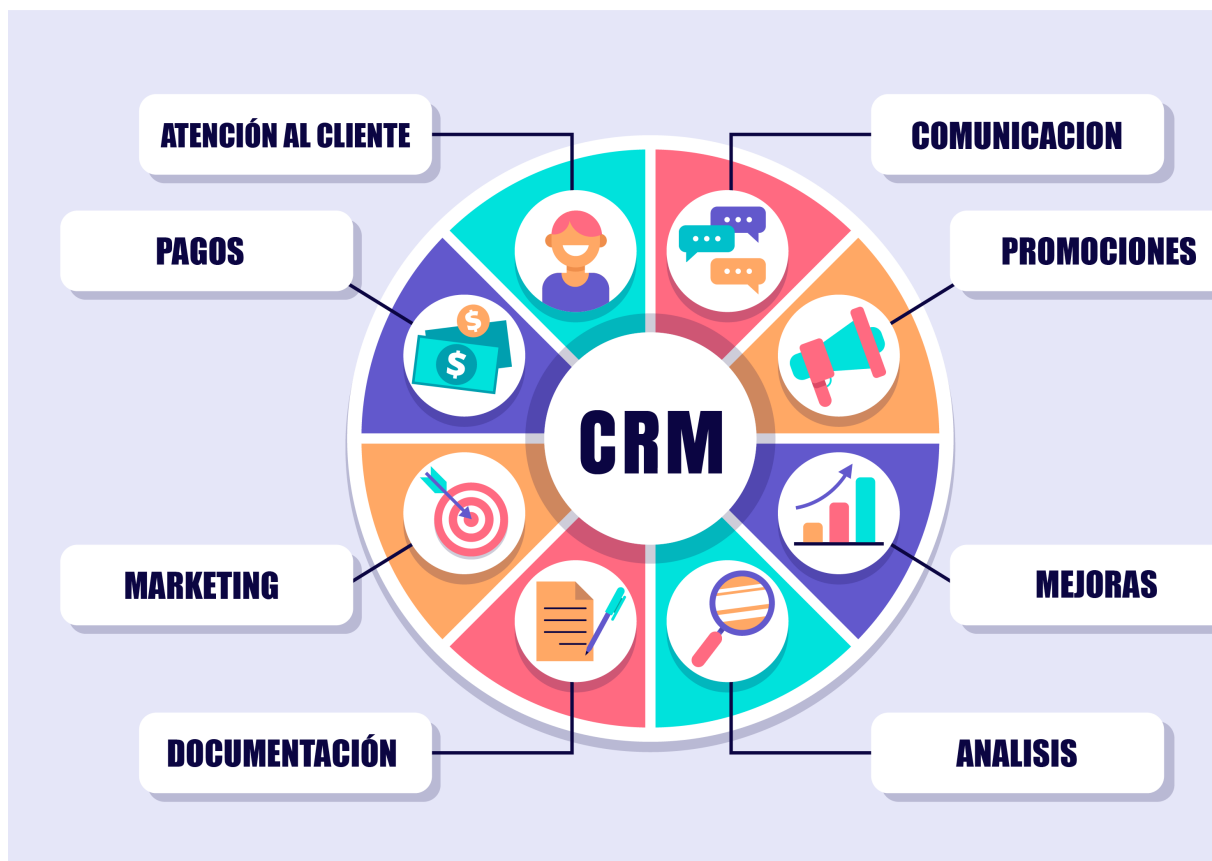 ATENCIÓN AL CLIENTE
COMUNICACION
PAGOS
PROMOCIONES
$
$
CRM
MARKETING
MEJORAS
DOCUMENTACIÓN
ANALISIS